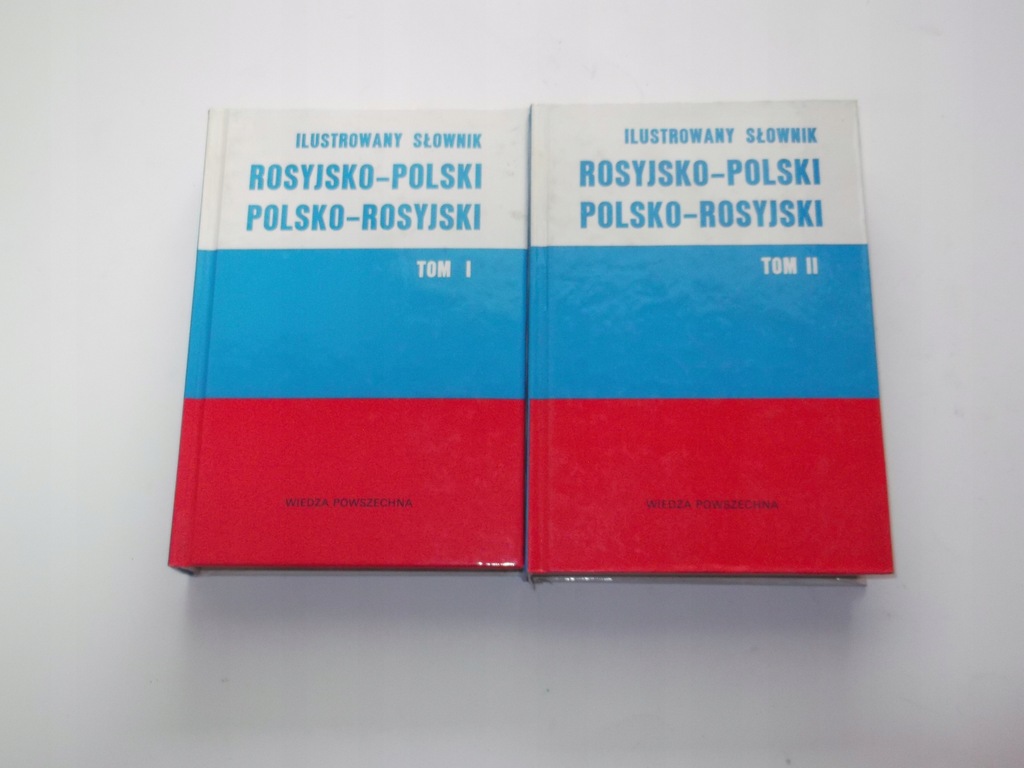 ILUSTROWANY SŁOWNIK
ROSYJSKO-POLSKI
POLSKO-ROSYJSKI
TOM I
WIEDZA POWSZECHNA
ILUSTROWANY SŁOWNIK
ROSYJSKO-POLSKI
POLSKO-ROSYJSKI
TOM II
WIEDZA POWSZECHNA